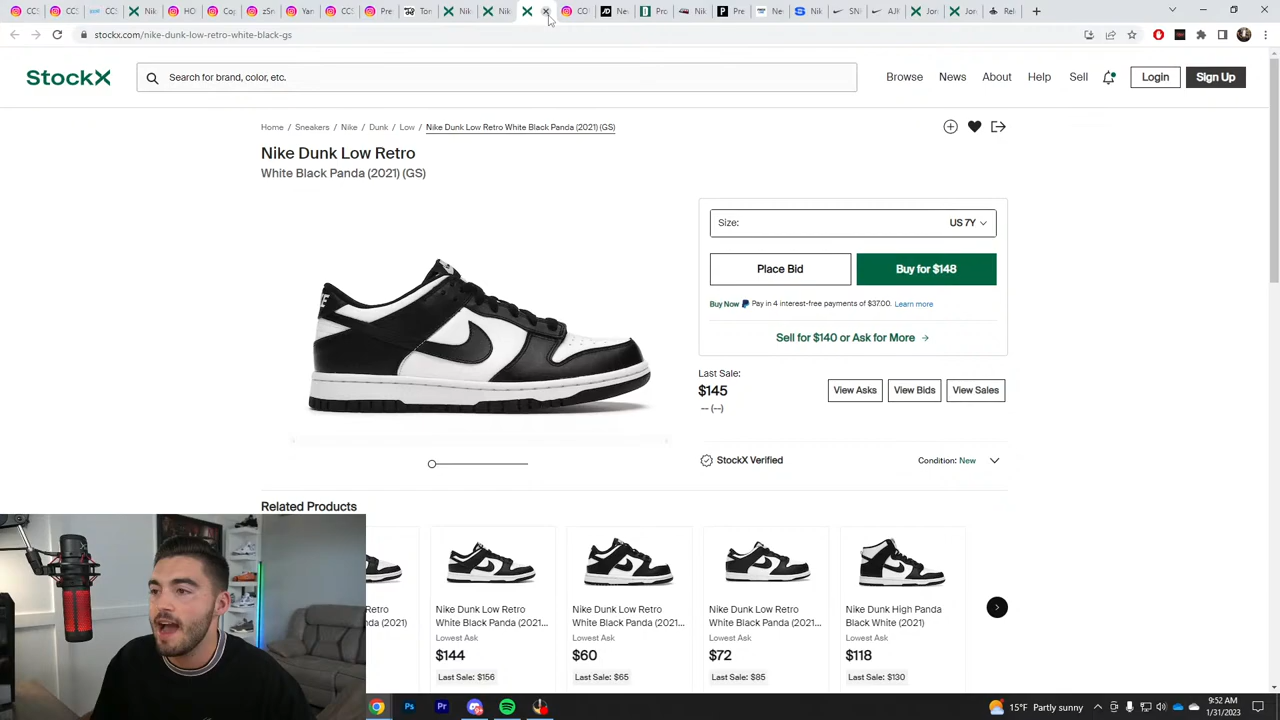 stockx.com/nike-dunk-low-retro-white-black-gs
StockX
Search for brand, color, etc.
Browse News About Help Sell Login Sign Up
Home / Sneakers / Nike / Dunk / Low / Nike Dunk Low Retro White Black Panda (2021) (GS)
Nike Dunk Low Retro
White Black Panda (2021) (GS)
Size: US 7Y
Place Bid Buy for $148
Buy Now Pay in 4 interest-free payments of $37.00. Learn more
Sell for $140 or Ask for More
Last Sale:
$145
-- (--)
View Asks View Bids View Sales
StockX Verified Condition: New
Related Products
Retro
Panda (2021)
Nike Dunk Low Retro
White Black Panda (2021...
Lowest Ask
$144
Last Sale: $156
Nike Dunk Low Retro
White Black Panda (2021...
Lowest Ask
$60
Last Sale: $65
Nike Dunk Low Retro
White Black Panda (2021...
Lowest Ask
$72
Last Sale: $85
Nike Dunk High Panda
Black White (2021)
Lowest Ask
$118
Last Sale: $130
15°F Partly sunny
9:52 AM
1/31/2023